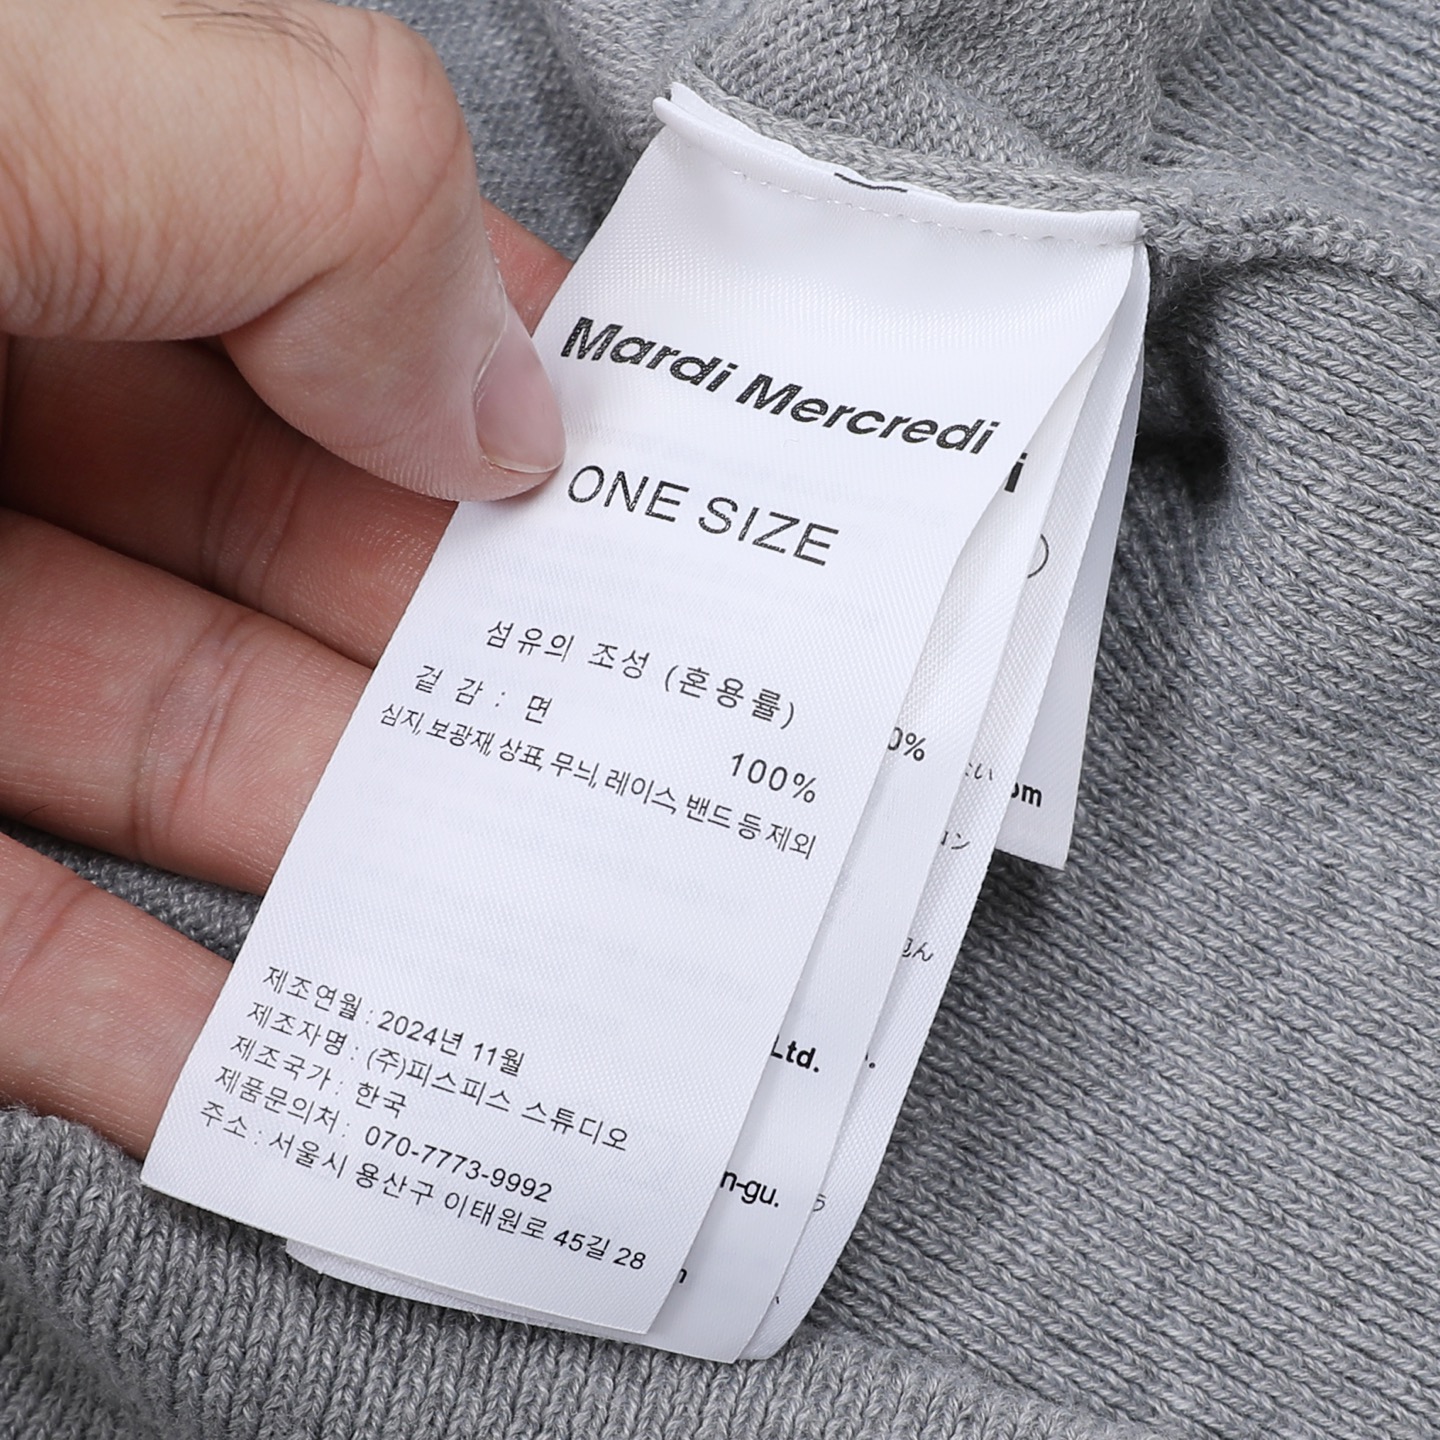 Mardi Mercredi
ONE SIZE
섬유의 조성 (혼용률)
겉 감 : 면 100%
심지, 보광재, 상표, 무늬, 레이스, 밴드 등 제외
제조연월 : 2024년 11월
제조자명 : (주)피스피스 스튜디오
제조국가 : 한국
제품문의처 : 070-7773-9992
주소 : 서울시 용산구 이태원로 45길 28
i
0%
Ltd.
n-gu.
om